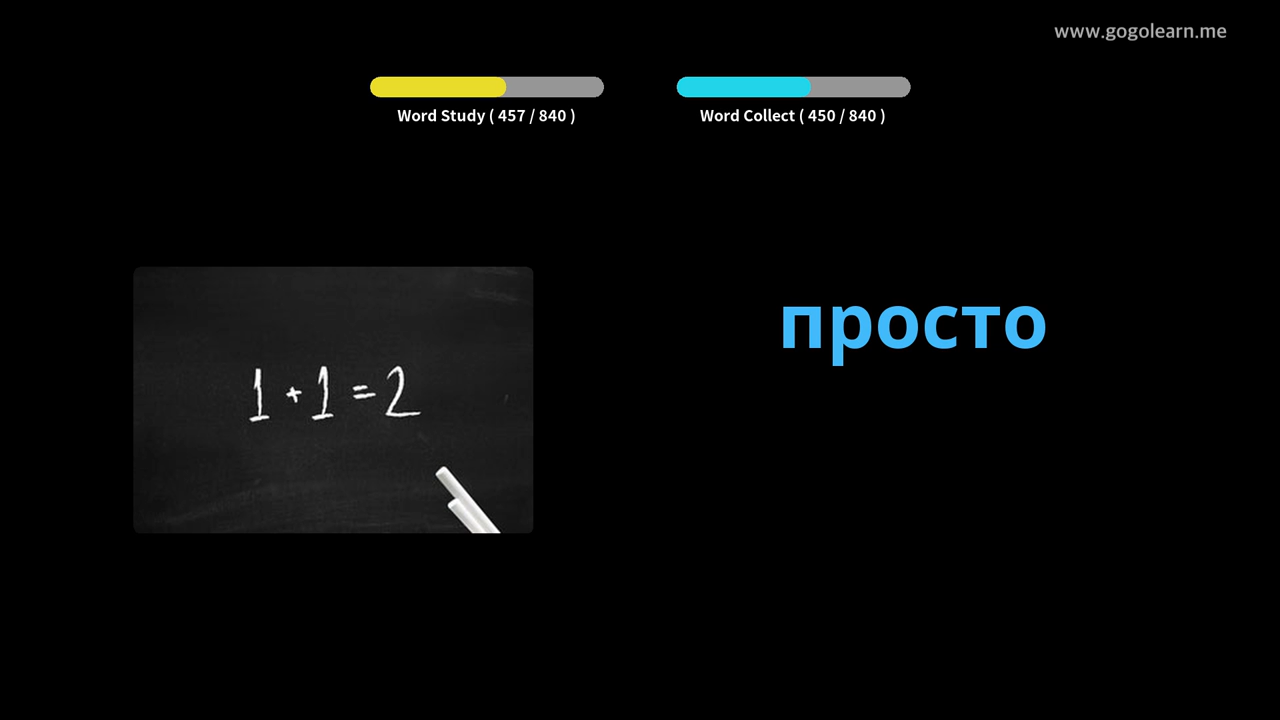 www.gogolearn.me
Word Study ( 457 / 840 )
Word Collect ( 450 / 840 )
просто
1 + 1 = 2